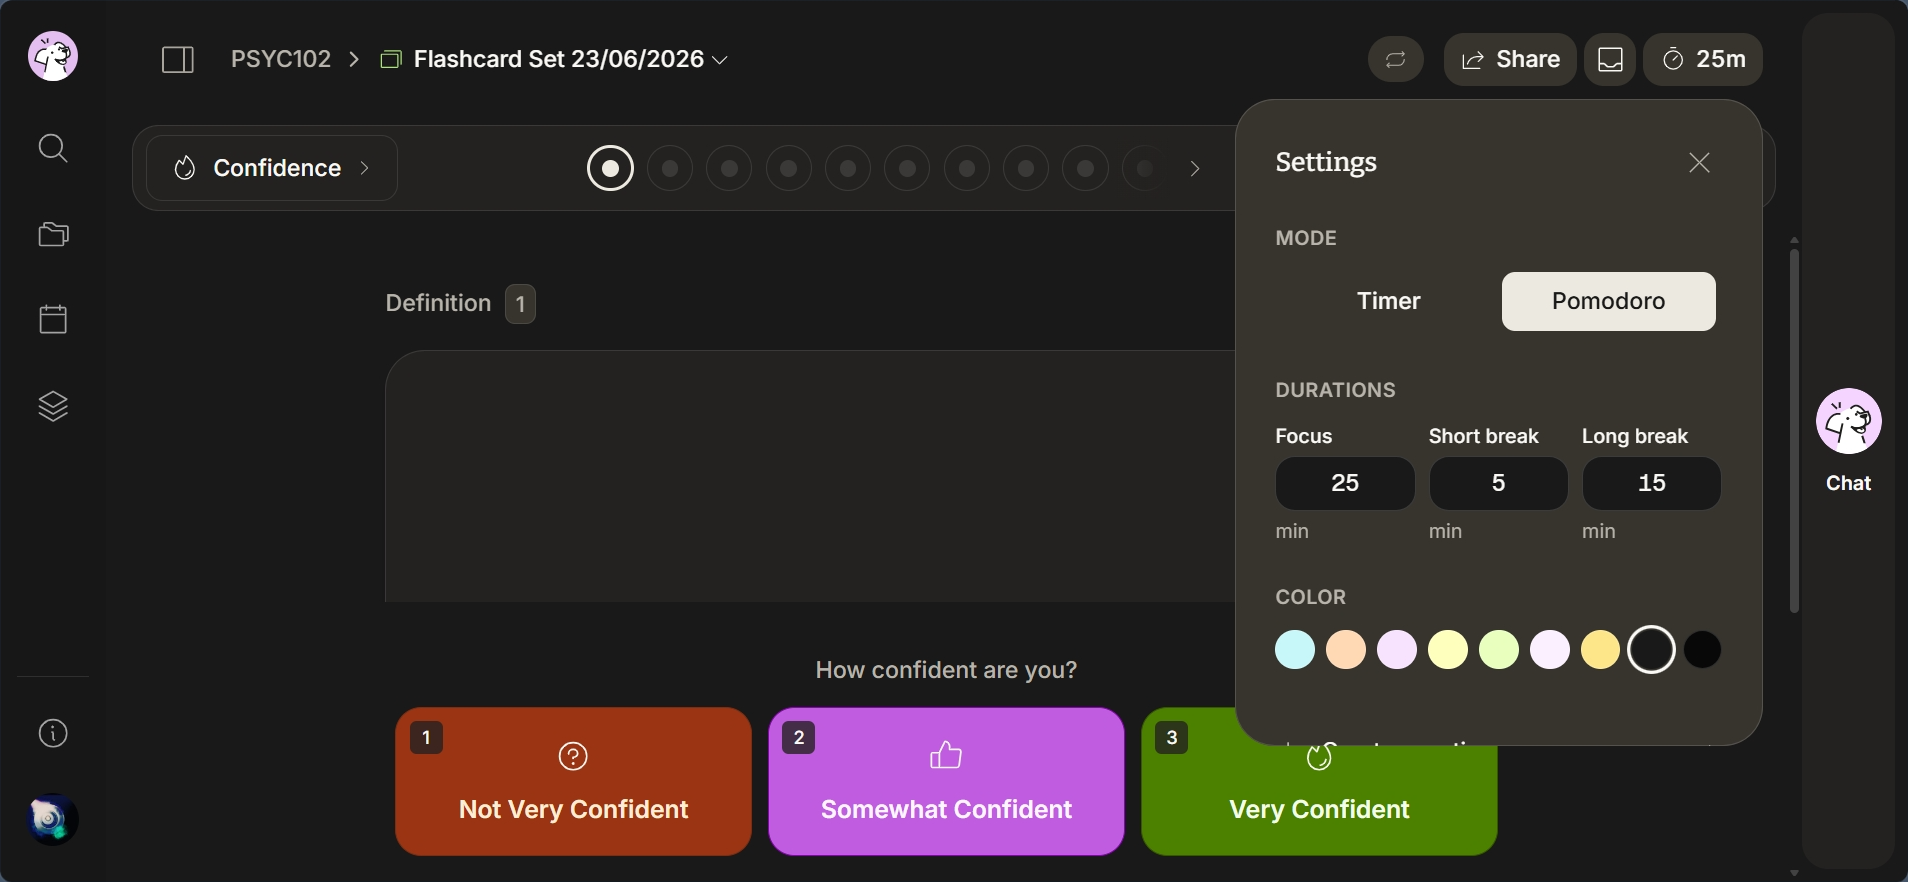 PSYC102
Flashcard Set 23/06/2026
Share
25m
Confidence
Settings
MODE
Timer
Pomodoro
Definition 1
DURATIONS
Focus
Short break
Long break
25
5
15
min
min
min
Chat
COLOR
How confident are you?
1
Not Very Confident
2
Somewhat Confident
3
Very Confident